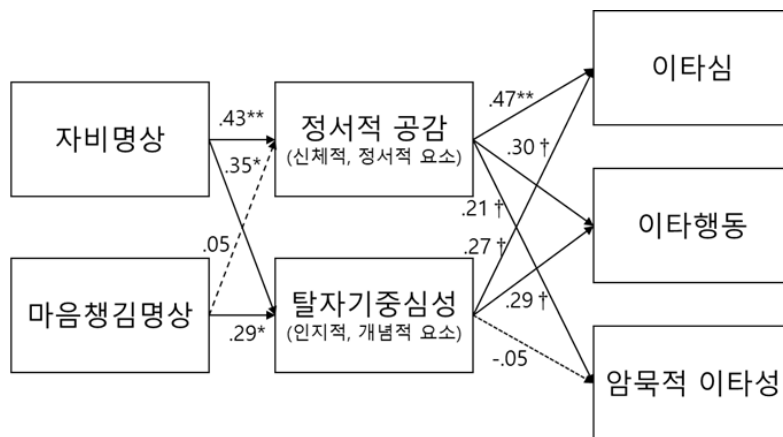 이타심
.47**
.43**
자비명상
정서적 공감
(신체적, 정서적 요소)
.30 †
.35*
.21 †
이타행동
.05
.27 †
마음챙김명상
탈자기중심성
(인지적, 개념적 요소)
.29 †
.29*
-.05
암묵적 이타성